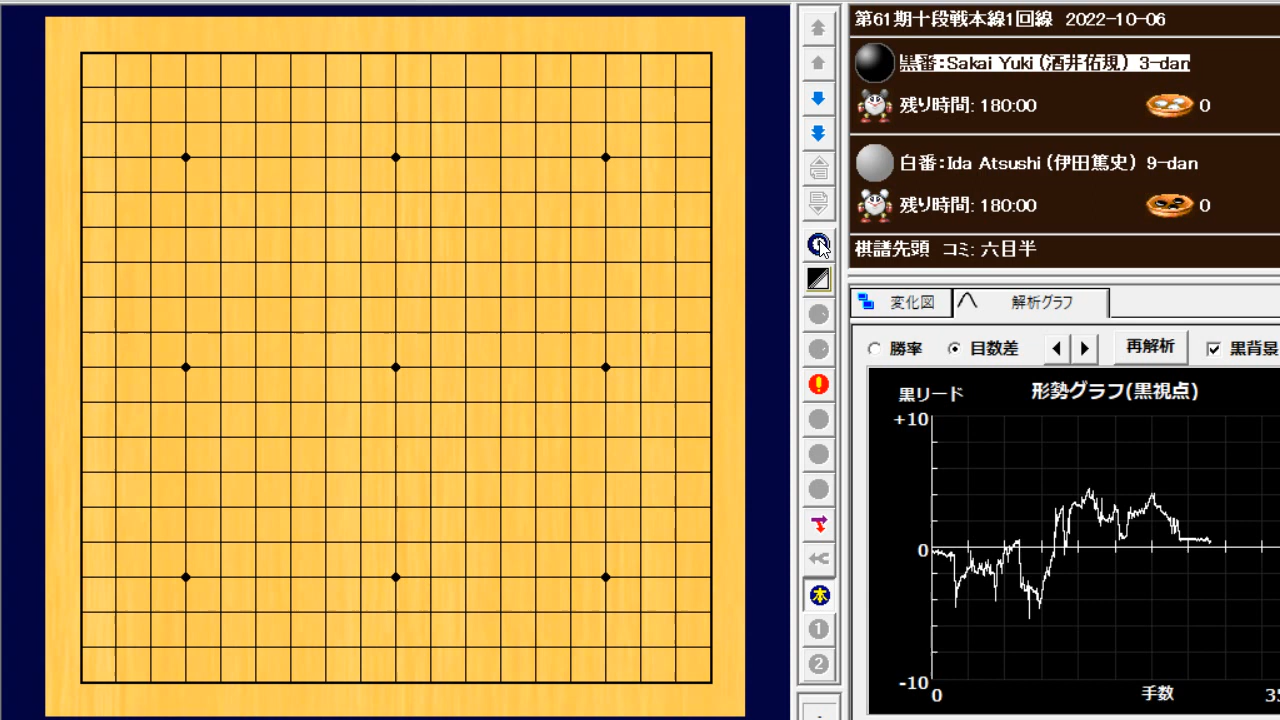 第61期十段戦本線1回線 2022-10-06
黒番:Sakai Yuki (酒井佑規) 3-dan
残り時間: 180:00 0
白番:Ida Atsushi (伊田篤史) 9-dan
残り時間: 180:00 0
棋譜先頭 コミ: 六目半
変化図 解析グラフ
勝率 目数差 再解析 黒背景
黒リード 形勢グラフ(黒視点)
+10
0
-10
0 手数 35
本
1
2